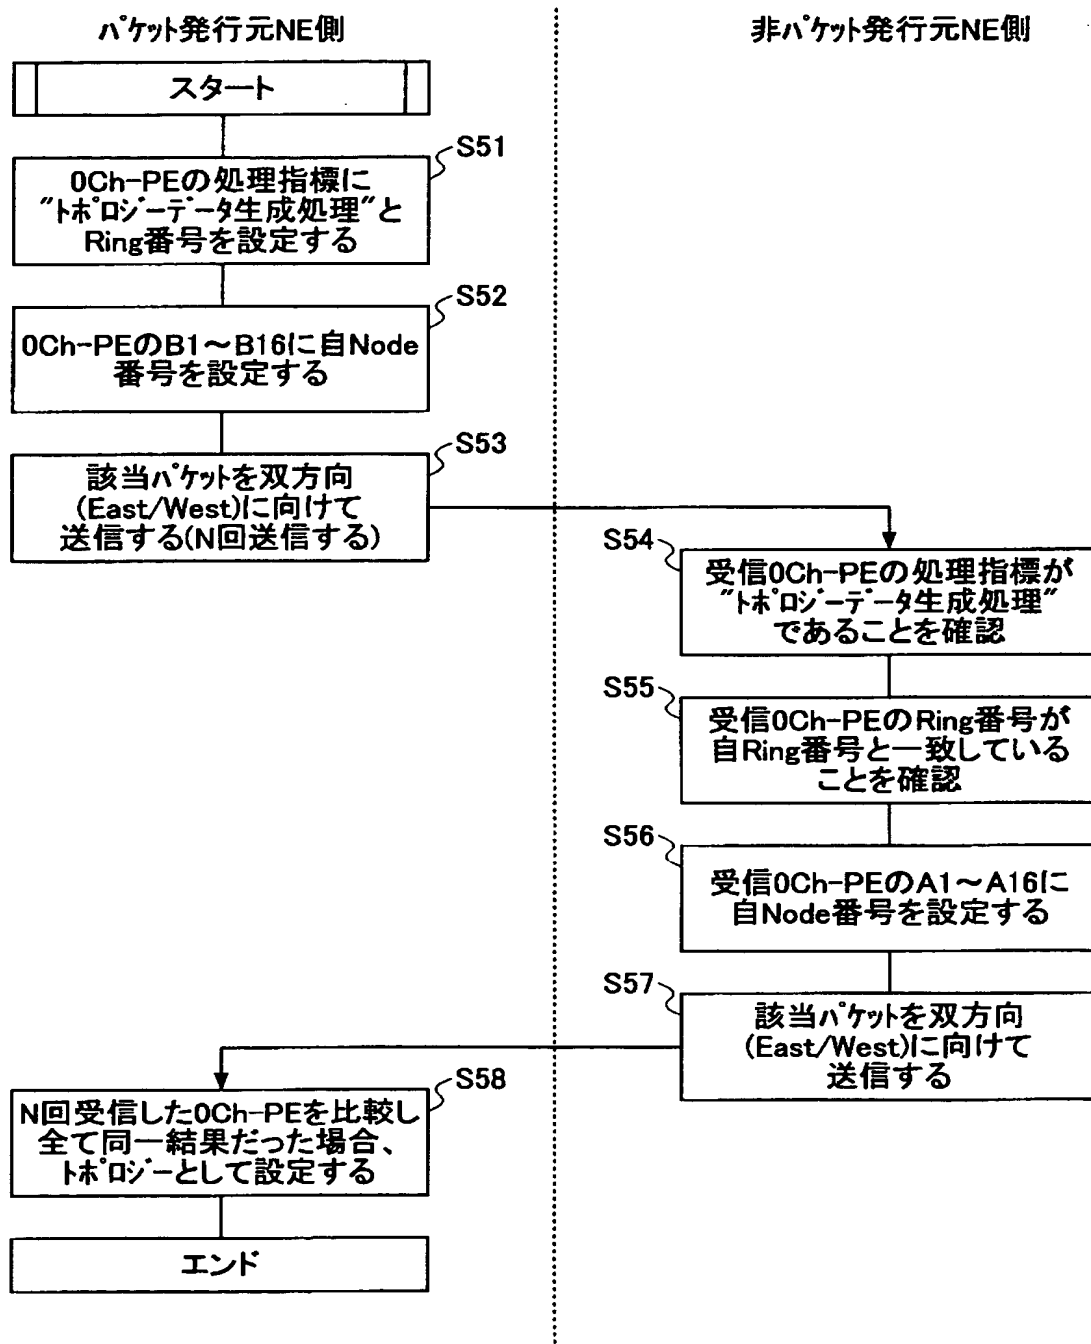 パケット発行元NE側
非パケット発行元NE側
スタート
S51
0Ch-PEの処理指標に
"トポロジーデータ生成処理"と
Ring番号を設定する
S52
0Ch-PEのB1～B16に自Node
番号を設定する
S53
該当パケットを双方向
(East/West)に向けて
送信する(N回送信する)
S54
受信0Ch-PEの処理指標が
"トポロジーデータ生成処理"
であることを確認
S55
受信0Ch-PEのRing番号が
自Ring番号と一致している
ことを確認
S56
受信0Ch-PEのA1～A16に
自Node番号を設定する
S57
該当パケットを双方向
(East/West)に向けて
送信する
S58
N回受信した0Ch-PEを比較し
全て同一結果だった場合、
トポロジーとして設定する
エンド